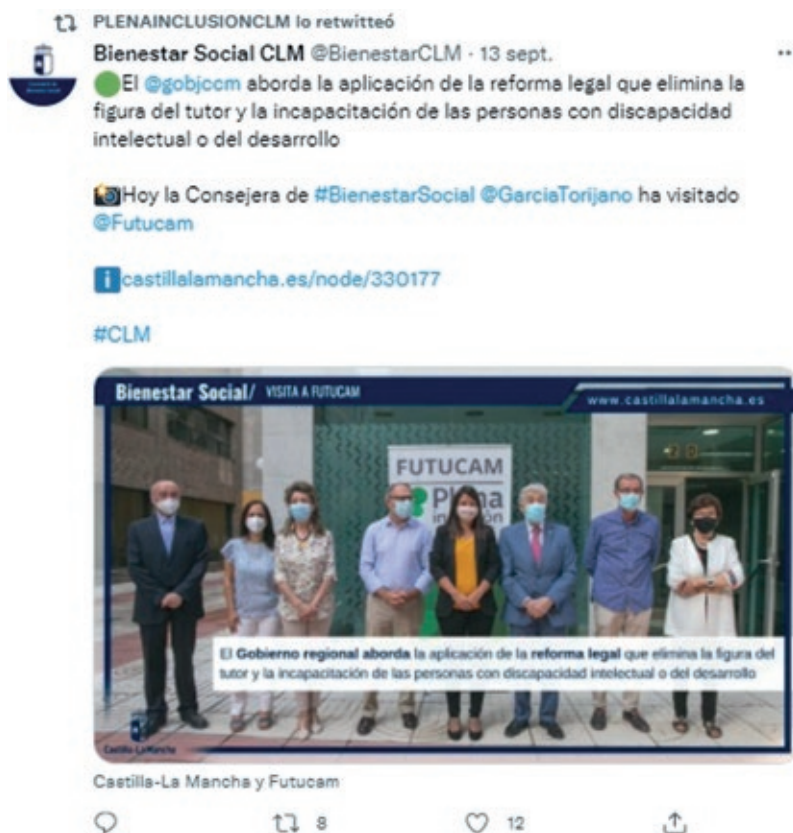 PLENAINCLUSIONCLM lo retwitteó
Bienestar Social CLM @BienestarCLM · 13 sept.
El @gobjccm aborda la aplicación de la reforma legal que elimina la
figura del tutor y la incapacitación de las personas con discapacidad
intelectual o del desarrollo
Hoy la Consejera de #BienestarSocial @GarciaTorijano ha visitado
@Futucam
castillalamancha.es/node/330177
#CLM
Bienestar Social/ VISITA A FUTUCAM
www.castillalamancha.es
FUTUCAM
Plena
El Gobierno regional aborda la aplicación de la reforma legal que elimina la figura del
tutor y la incapacitación de las personas con discapacidad intelectual o del desarrollo
Castilla-La Mancha
Castilla-La Mancha y Futucam
8 12